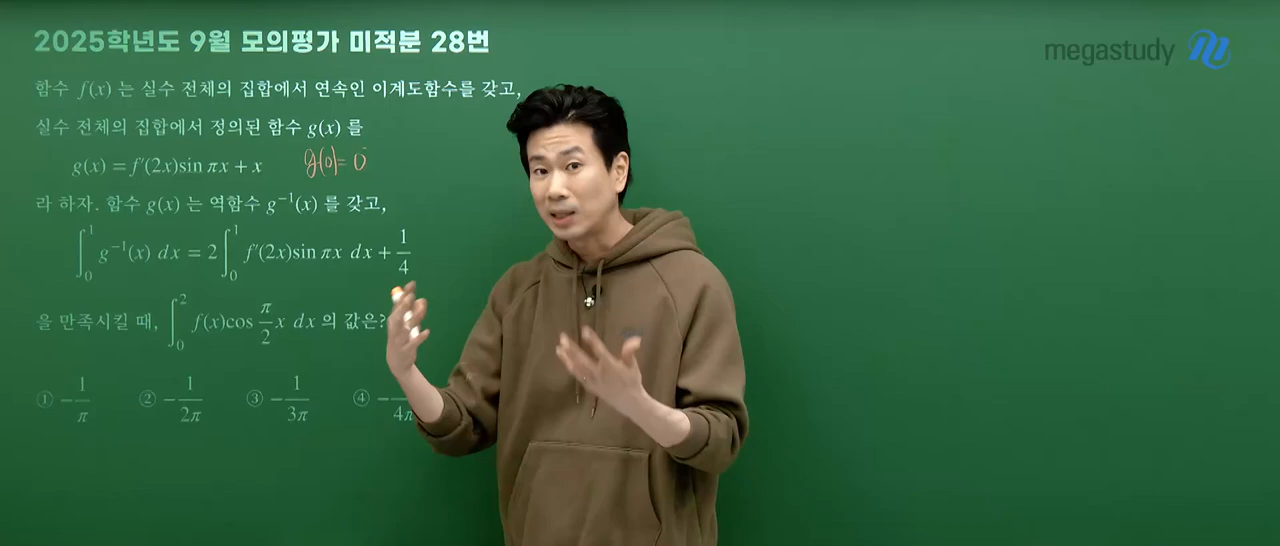 2025학년도 9월 모의평가 미적분 28번
megastudy
함수 f(x) 는 실수 전체의 집합에서 연속인 이계도함수를 갖고,
실수 전체의 집합에서 정의된 함수 g(x) 를
g(x) = f′(2x)sin πx + x g(0)= 0
라 하자. 함수 g(x) 는 역함수 g⁻¹(x) 를 갖고,
∫₀¹ g⁻¹(x) dx = 2∫₀¹ f′(2x)sin πx dx + 1/4
을 만족시킬 때, ∫₀² f(x)cos π/2 x dx 의 값은?
① −1/π ② −1/2π ③ −1/3π ④ −1/4π